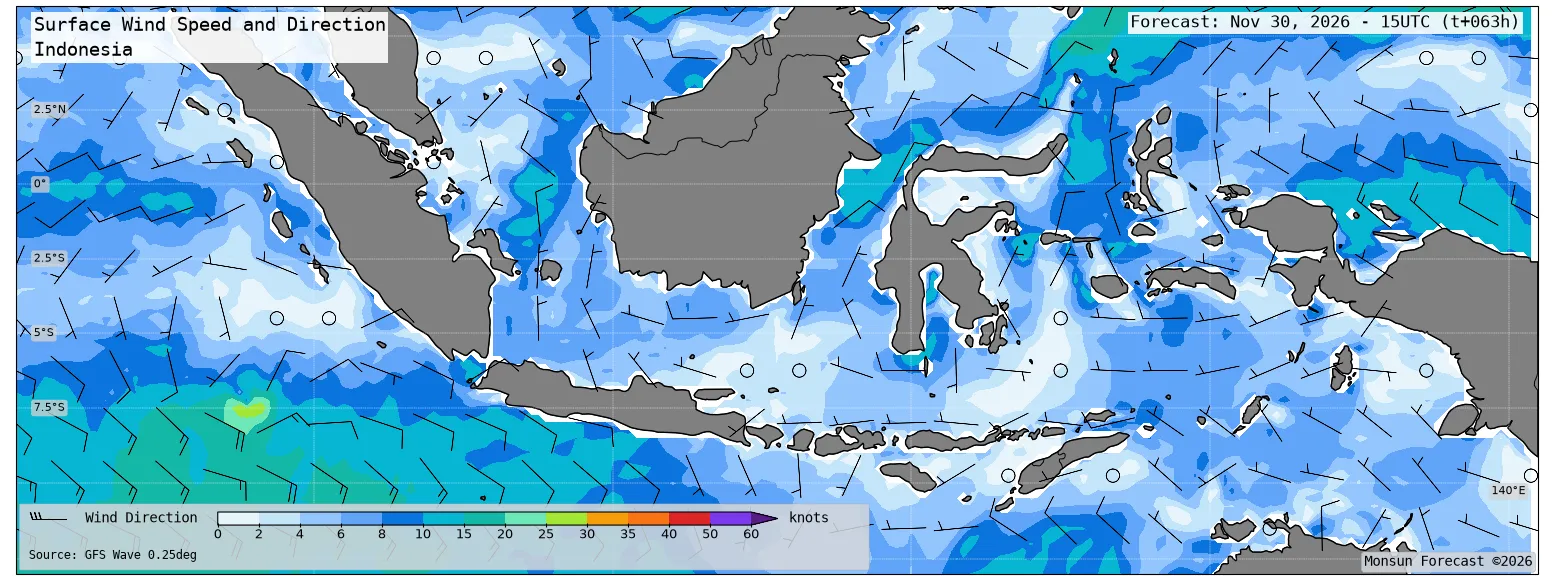 Surface Wind Speed and Direction
Indonesia
Forecast: Nov 30, 2026 - 15UTC (t+063h)
2.5°N
0°
2.5°S
5°S
7.5°S
140°E
Wind Direction
0 2 4 6 8 10 15 20 25 30 35 40 50 60 knots
Source: GFS Wave 0.25deg
Monsun Forecast ©2026